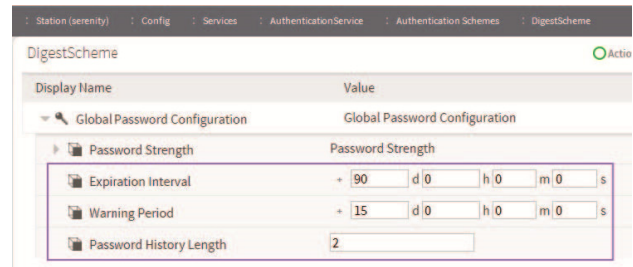 : Station (serenity) : Config : Services : AuthenticationService : Authentication Schemes : DigestScheme
DigestScheme Actio
Display Name Value
Global Password Configuration Global Password Configuration
Password Strength Password Strength
Expiration Interval + 90 d 0 h 0 m 0 s
Warning Period + 15 d 0 h 0 m 0 s
Password History Length 2